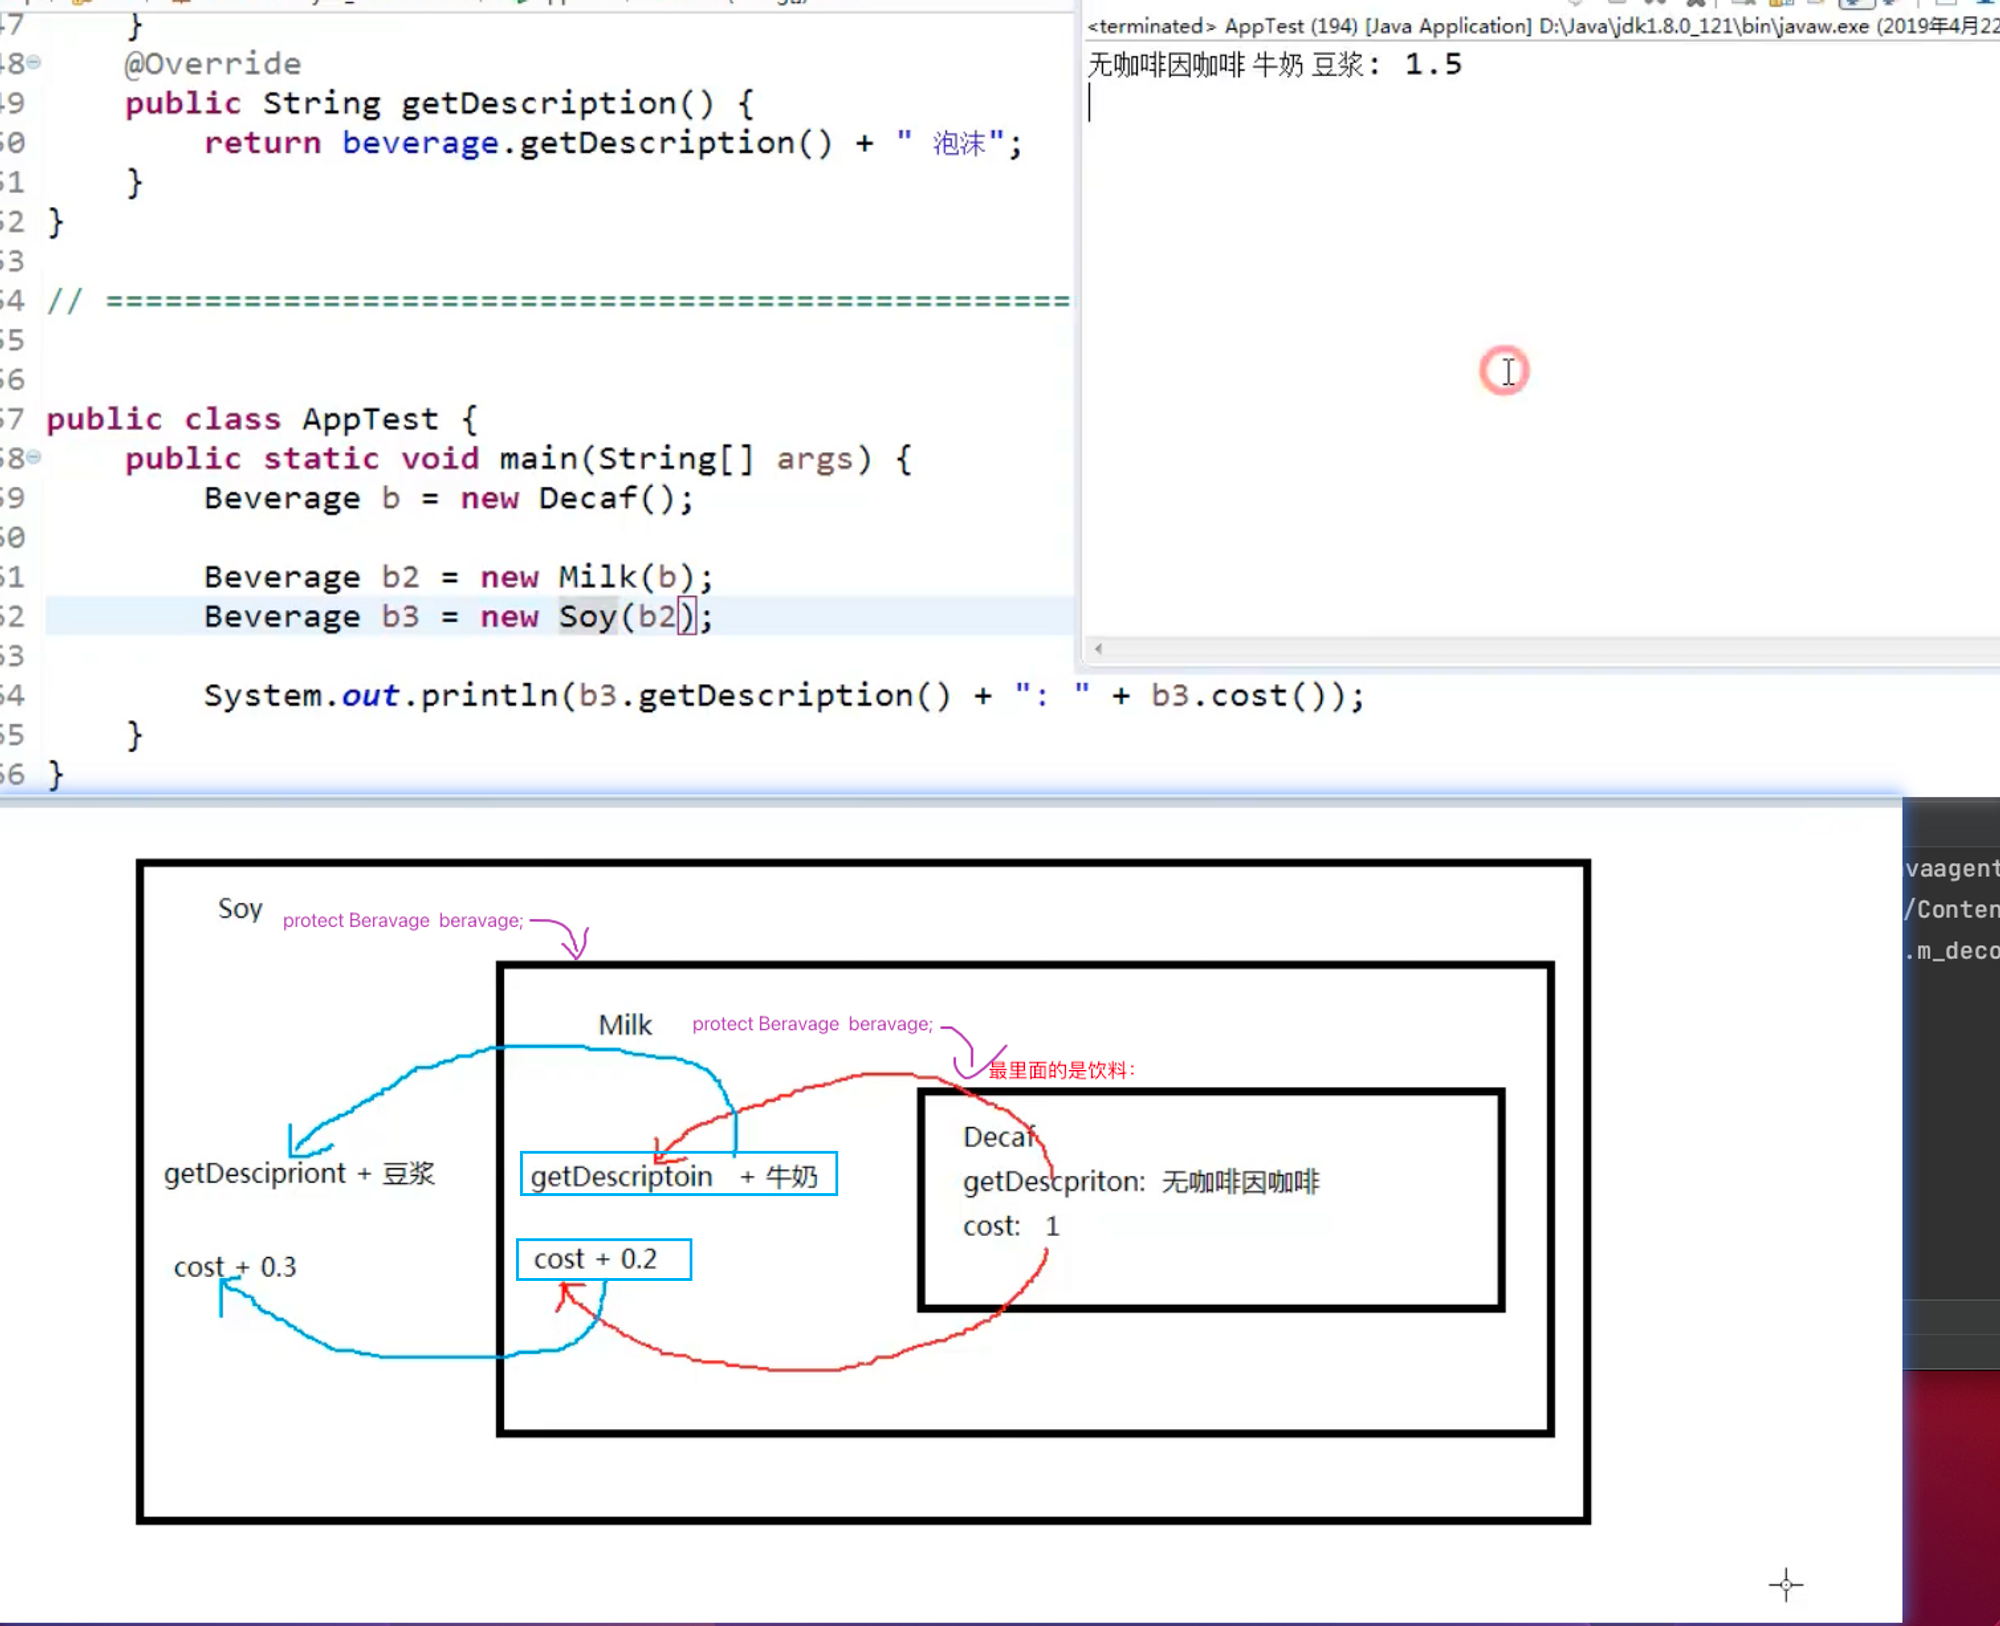 47 }
48 @Override
49 public String getDescription() {
50 return beverage.getDescription() + " 泡沫";
51 }
52 }
53
54 // =================================================
55
56
57 public class AppTest {
58 public static void main(String[] args) {
59 Beverage b = new Decaf();
60
61 Beverage b2 = new Milk(b);
62 Beverage b3 = new Soy(b2);
63
64 System.out.println(b3.getDescription() + ": " + b3.cost());
65 }
66 }
<terminated> AppTest (194) [Java Application] D:\Java\jdk1.8.0_121\bin\javaw.exe (2019年4月22
无咖啡因咖啡 牛奶 豆浆: 1.5
Soy protect Beravage beravage;
Milk protect Beravage beravage;
最里面的是饮料:
Decaf
getDescipriont + 豆浆
getDescriptoin + 牛奶
getDescpriton: 无咖啡因咖啡
cost: 1
cost + 0.3
cost + 0.2
vaagent
/Conten
.m_deco